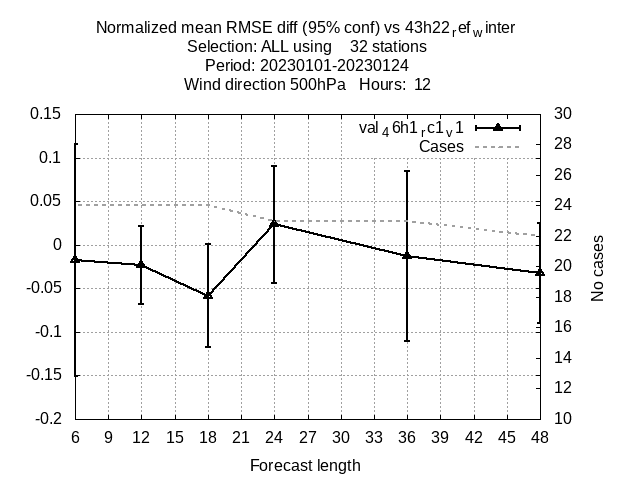 Normalized mean RMSE diff (95% conf) vs 43h22refwinter
Selection: ALL using 32 stations
Period: 20230101-20230124
Wind direction 500hPa Hours: 12
val46h1rc1v1
Cases
0.15
0.1
0.05
0
-0.05
-0.1
-0.15
-0.2
30
28
26
24
22
20
18
16
14
12
10
No cases
6 9 12 15 18 21 24 27 30 33 36 39 42 45 48
Forecast length